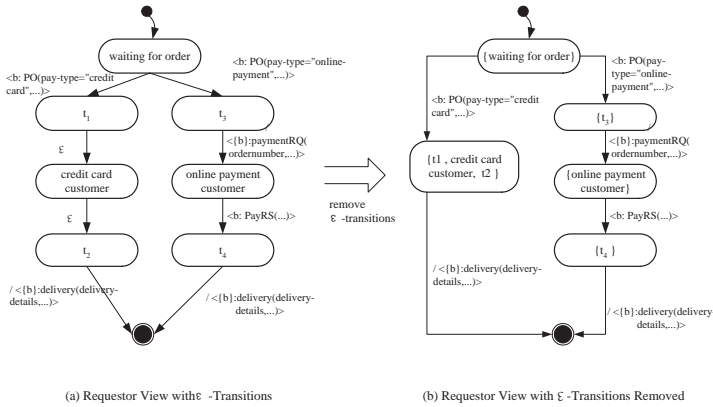 waiting for order
<b: PO(pay-type="credit
card",...)>
<b: PO(pay-type="online-
payment",...)>
t1
t3
ε
<{b}:paymentRQ(
ordernumber,...)>
credit card
customer
online payment
customer
ε
<b: PayRS(...)>
t2
t4
/ <{b}:delivery(delivery-
details,...)>
/ <{b}:delivery(delivery-
details,...)>
(a) Requestor View with ε -Transitions
remove
ε -transitions
{waiting for order}
<b: PO(pay-
type="online-
payment",...)>
<b: PO(pay-type="credit
card",...)>
{t3}
<{b}:paymentRQ(
ordernumber,...)>
{t1 , credit card
customer, t2 }
{online payment
customer}
<b: PayRS(...)>
{t4 }
/ <{b}:delivery(delivery-
details,...)>
/ <{b}:delivery(delivery-
details,...)>
(b) Requestor View with ε -Transitions Removed